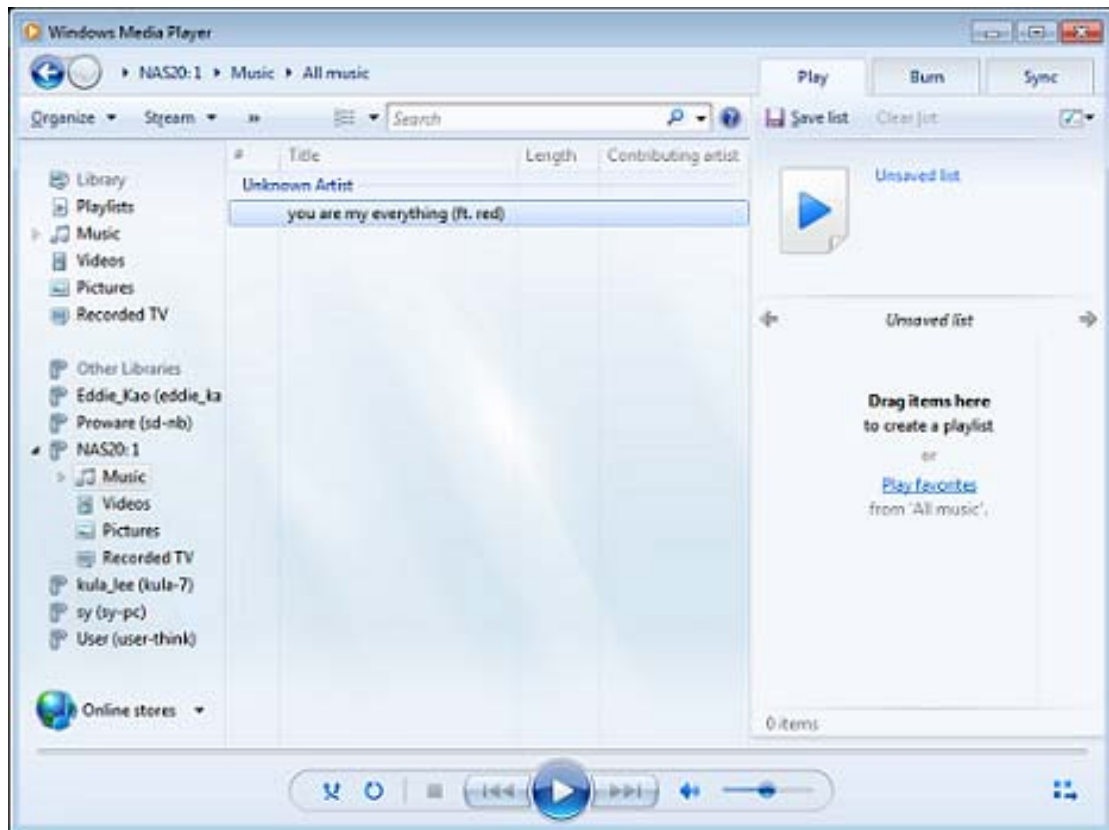 Windows Media Player
NAS20:1 Music All music
Play Burn Sync
Organize Stream » Search Save list Clear list
# Title Length Contributing artist
Unknown Artist
you are my everything (ft. red)
Library
Playlists
Music
Videos
Pictures
Recorded TV
Other Libraries
Eddie_Kao (eddie_ka
Proware (sd-nb)
NAS20:1
Music
Videos
Pictures
Recorded TV
kula_lee (kula-7)
sy (sy-pc)
User (user-think)
Online stores
Unsaved list
Unsaved list
Drag items here
to create a playlist
or
Play favorites
from 'All music'.
0 items